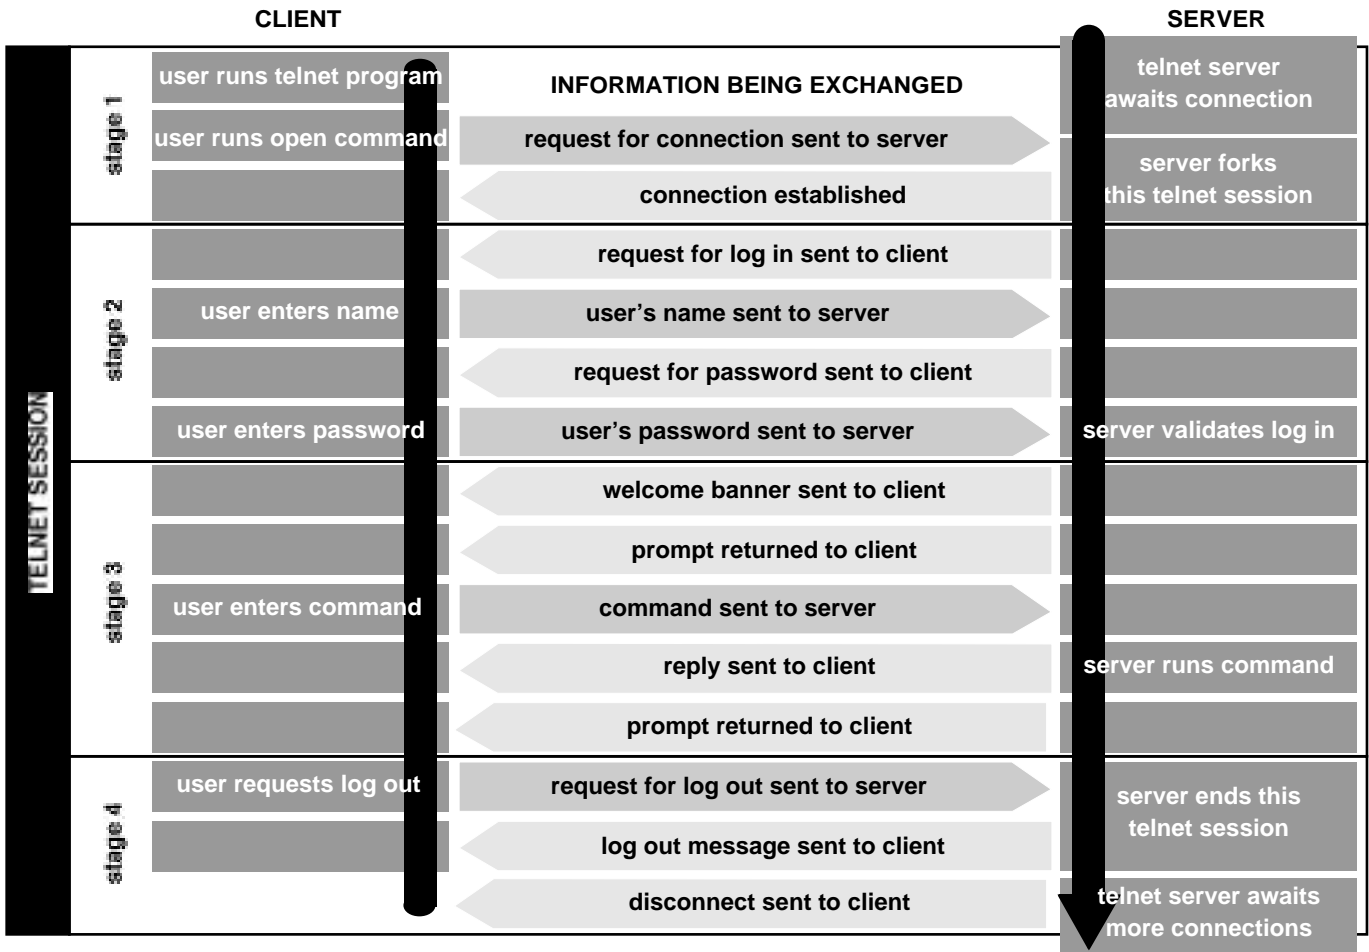 CLIENT
SERVER
TELNET SESSION
stage 1
user runs telnet program
INFORMATION BEING EXCHANGED
telnet server
awaits connection
user runs open command
request for connection sent to server
server forks
this telnet session
connection established
stage 2
request for log in sent to client
user enters name
user's name sent to server
request for password sent to client
user enters password
user's password sent to server
server validates log in
stage 3
welcome banner sent to client
prompt returned to client
user enters command
command sent to server
reply sent to client
server runs command
prompt returned to client
stage 4
user requests log out
request for log out sent to server
server ends this
telnet session
log out message sent to client
disconnect sent to client
telnet server awaits
more connections